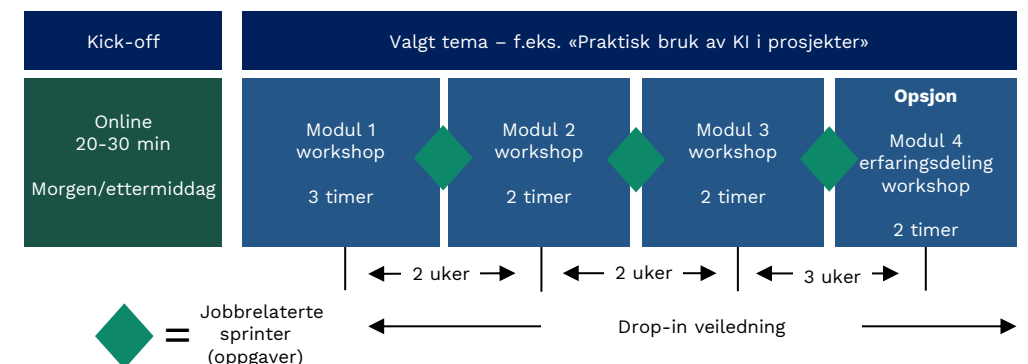 Kick-off
Valgt tema – f.eks. «Praktisk bruk av KI i prosjekter»
Online
20-30 min
Morgen/ettermiddag
Modul 1
workshop
3 timer
Modul 2
workshop
2 timer
Modul 3
workshop
2 timer
Opsjon
Modul 4
erfaringsdeling
workshop
2 timer
2 uker
2 uker
3 uker
=
Jobbrelaterte
sprinter
(oppgaver)
Drop-in veiledning